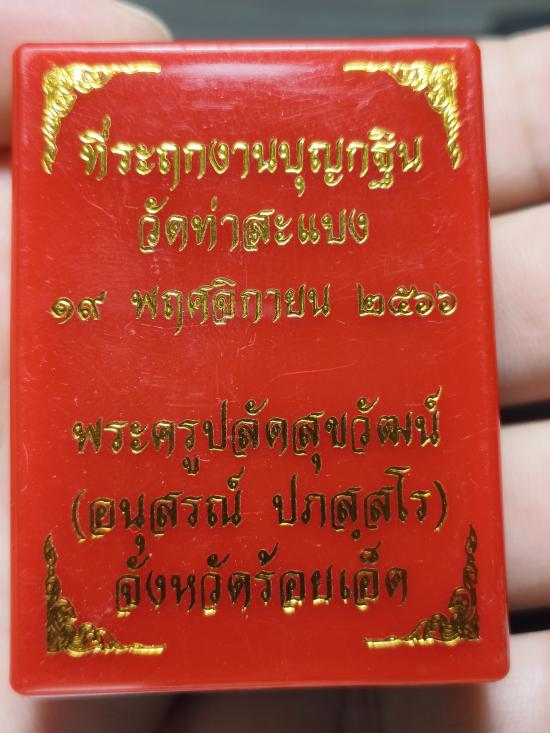 ที่ระฤกงานบุญกฐิน
วัดท่าสะแบง
๑๙ พฤศจิกายน ๒๕๖๖
พระครูปลัดสุขวัฒน์
(อนุสรณ์ ปภสฺสโร)
จังหวัดร้อยเอ็ด